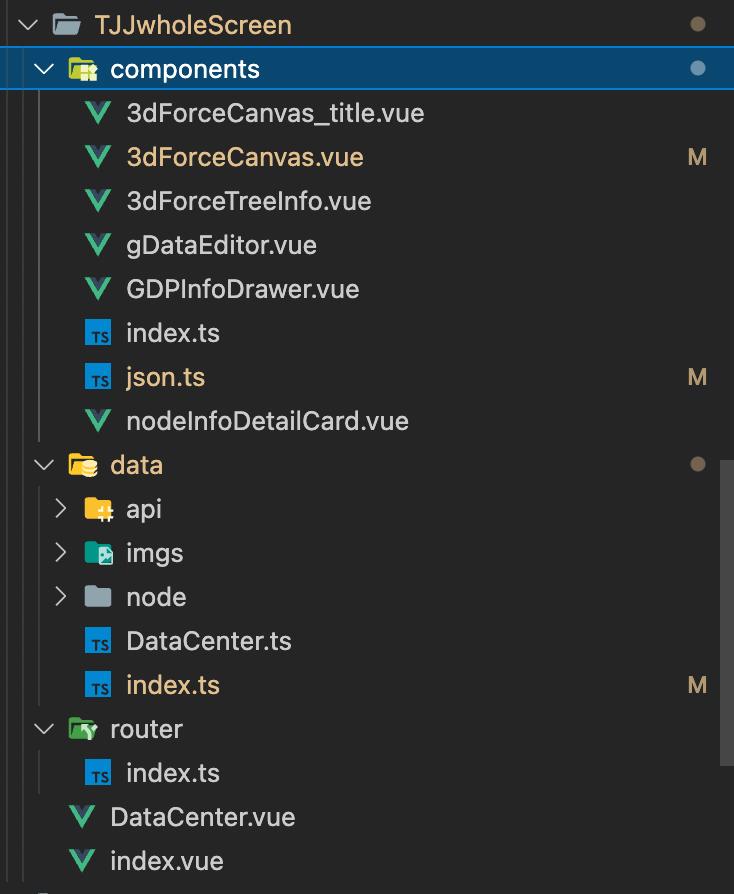 TJJwholeScreen
components
3dForceCanvas_title.vue
3dForceCanvas.vue M
3dForceTreeInfo.vue
gDataEditor.vue
GDPInfoDrawer.vue
TS index.ts
TS json.ts M
nodeInfoDetailCard.vue
data
api
imgs
node
TS DataCenter.ts
TS index.ts M
router
TS index.ts
DataCenter.vue
index.vue